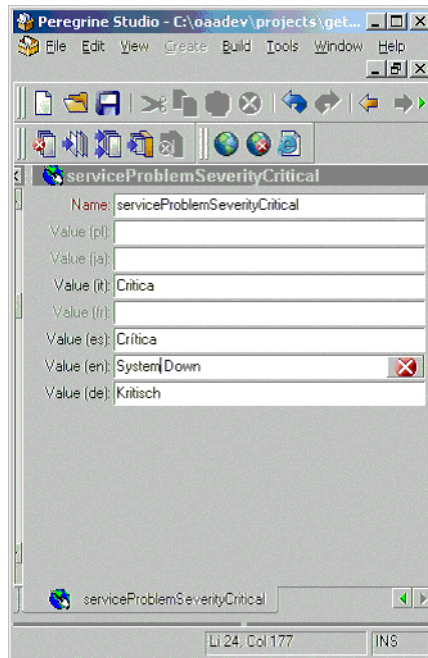 Peregrine Studio - C:\oaadev\projects\get...
File Edit View Create Build Tools Window Help
serviceProblemSeverityCritical
Name: serviceProblemSeverityCritical
Value (pl):
Value (ja):
Value (it): Critica
Value (fr):
Value (es): Crítica
Value (en): System Down
Value (de): Kritisch
serviceProblemSeverityCritical
Li 24, Col 177 INS